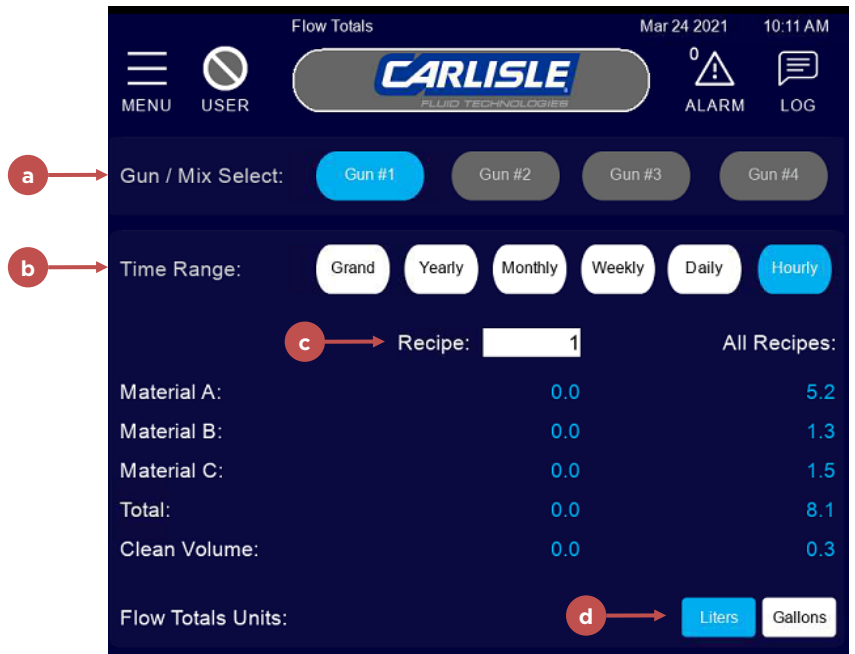 Flow Totals Mar 24 2021 10:11 AM
MENU USER CARLISLE FLUID TECHNOLOGIES 0 ALARM LOG
a Gun / Mix Select: Gun #1 Gun #2 Gun #3 Gun #4
b Time Range: Grand Yearly Monthly Weekly Daily Hourly
c Recipe: 1 All Recipes:
Material A: 0.0 5.2
Material B: 0.0 1.3
Material C: 0.0 1.5
Total: 0.0 8.1
Clean Volume: 0.0 0.3
Flow Totals Units: d Liters Gallons